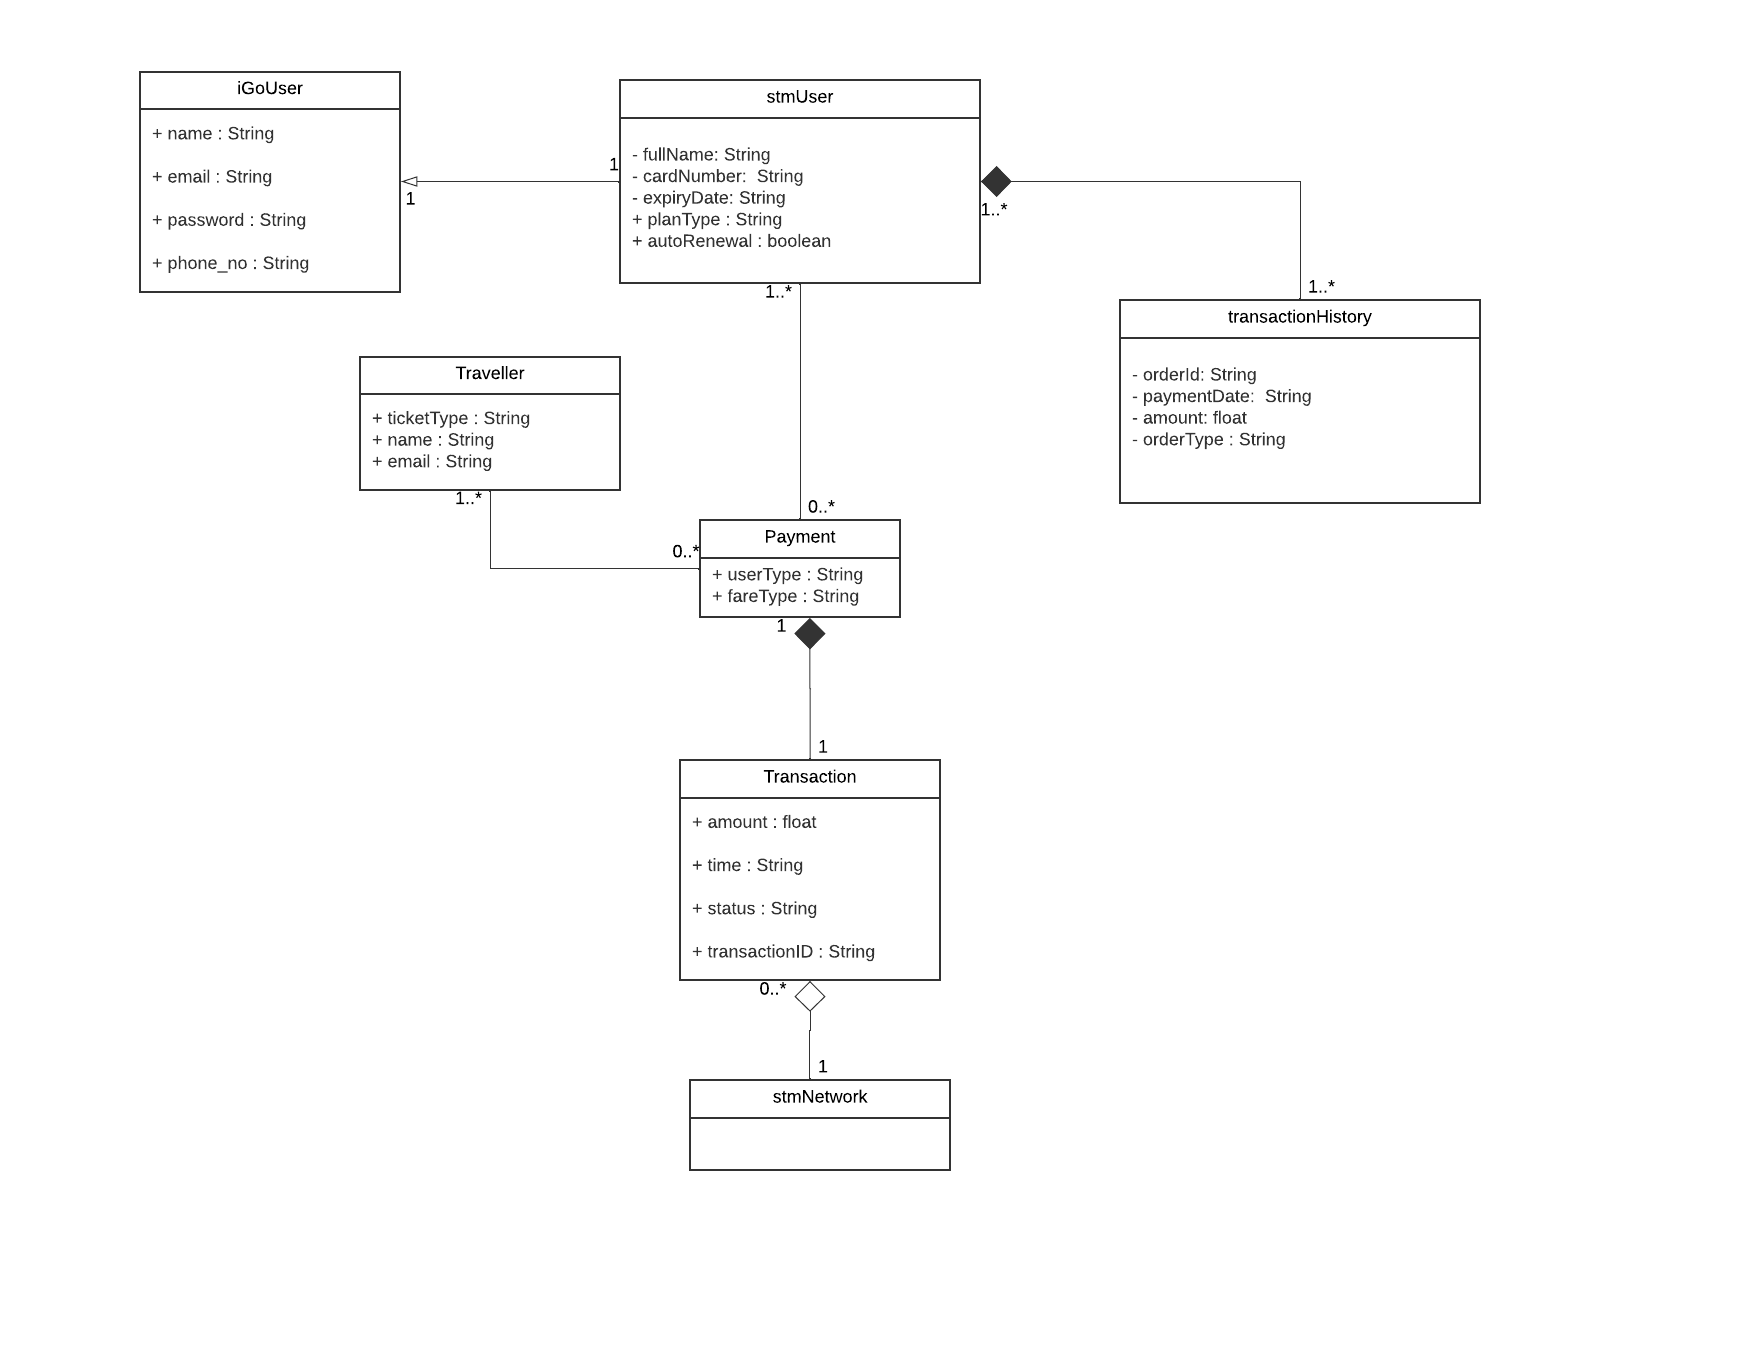 iGoUser
+ name : String
+ email : String
+ password : String
+ phone_no : String
1
1
stmUser
- fullName: String
- cardNumber:  String
- expiryDate: String
+ planType : String
+ autoRenewal : boolean
1..*
1..*
transactionHistory
- orderId: String
- paymentDate:  String
- amount: float
- orderType : String
1..*
0..*
Traveller
+ ticketType : String
+ name : String
+ email : String
1..*
0..*
Payment
+ userType : String
+ fareType : String
1
1
Transaction
+ amount : float
+ time : String
+ status : String
+ transactionID : String
0..*
1
stmNetwork